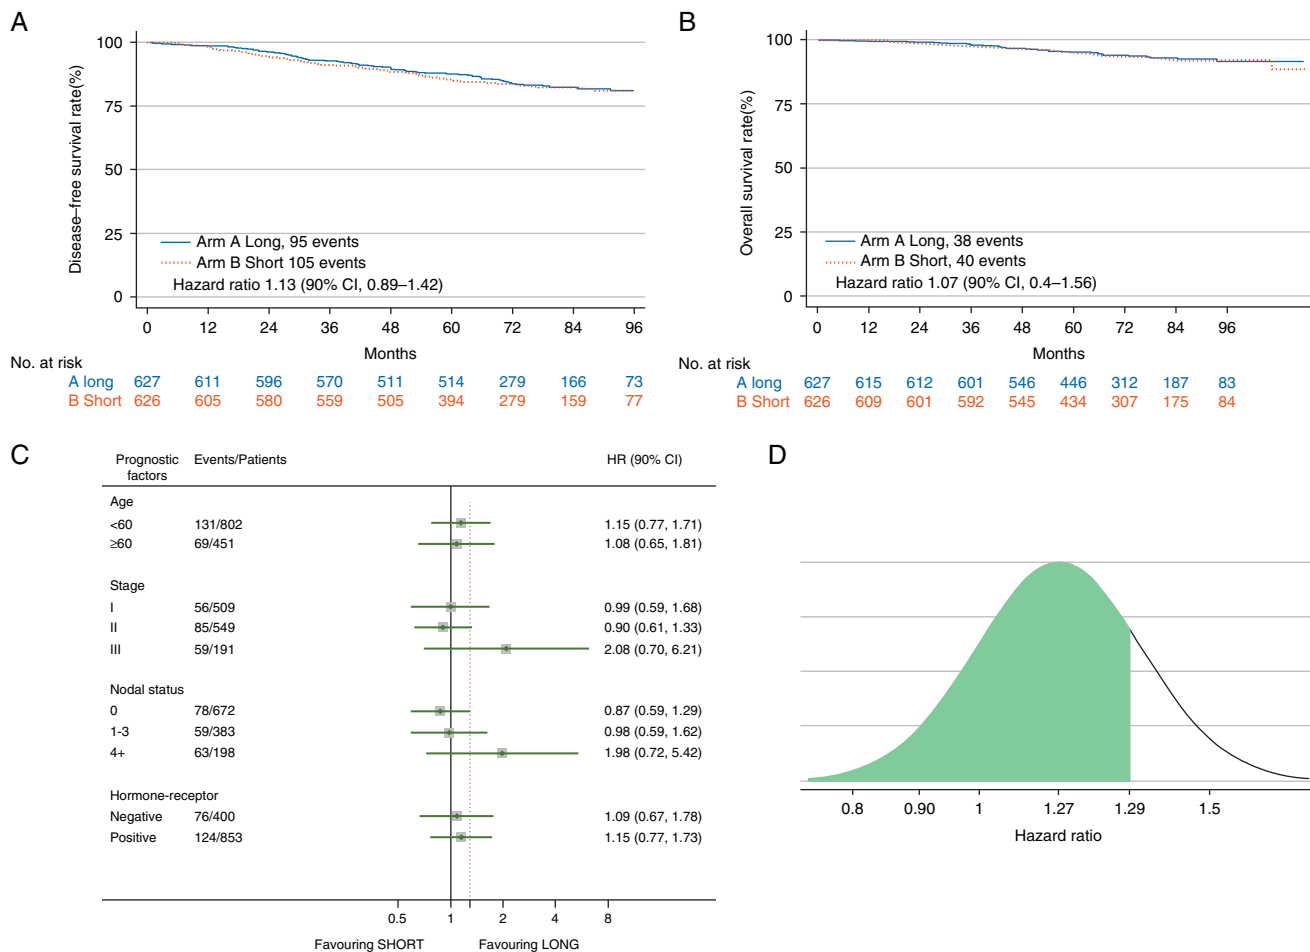 A
Disease–free survival rate(%)
100
75
50
25
0
Arm A Long, 95 events
Arm B Short 105 events
Hazard ratio 1.13 (90% CI, 0.89–1.42)
0 12 24 36 48 60 72 84 96
Months
No. at risk
A long 627 611 596 570 511 514 279 166 73
B Short 626 605 580 559 505 394 279 159 77
B
Overall survival rate(%)
100
75
50
25
0
Arm A Long, 38 events
Arm B Short, 40 events
Hazard ratio 1.07 (90% CI, 0.4–1.56)
0 12 24 36 48 60 72 84 96
Months
No. at risk
A long 627 615 612 601 546 446 312 187 83
B Short 626 609 601 592 545 434 307 175 84
C
Prognostic factors Events/Patients HR (90% CI)
Age
<60 131/802 1.15 (0.77, 1.71)
≥60 69/451 1.08 (0.65, 1.81)
Stage
I 56/509 0.99 (0.59, 1.68)
II 85/549 0.90 (0.61, 1.33)
III 59/191 2.08 (0.70, 6.21)
Nodal status
0 78/672 0.87 (0.59, 1.29)
1-3 59/383 0.98 (0.59, 1.62)
4+ 63/198 1.98 (0.72, 5.42)
Hormone-receptor
Negative 76/400 1.09 (0.67, 1.78)
Positive 124/853 1.15 (0.77, 1.73)
0.5 1 2 4 8
Favouring SHORT Favouring LONG
D
0.8 0.90 1 1.27 1.29 1.5
Hazard ratio